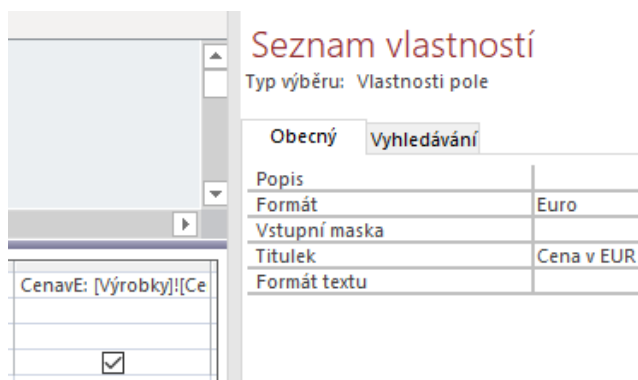 Seznam vlastností
Typ výběru: Vlastnosti pole
Obecný Vyhledávání
Popis
Formát Euro
Vstupní maska
Titulek Cena v EUR
Formát textu
CenavE: [Výrobky]![Ce